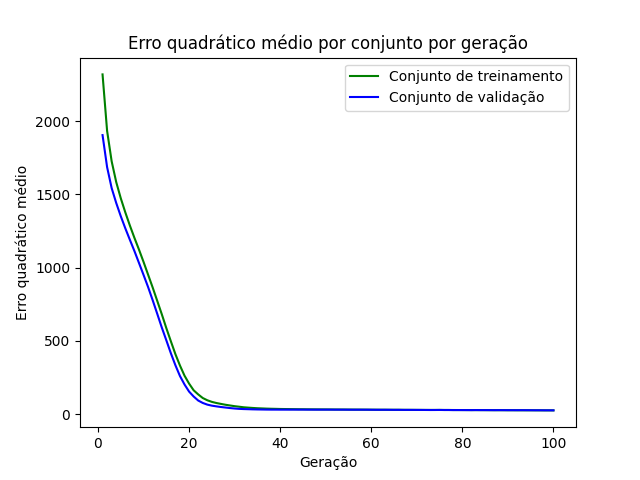 Erro quadrático médio por conjunto por geração
Conjunto de treinamento
Conjunto de validação
Erro quadrático médio
2000
1500
1000
500
0
0 20 40 60 80 100
Geração